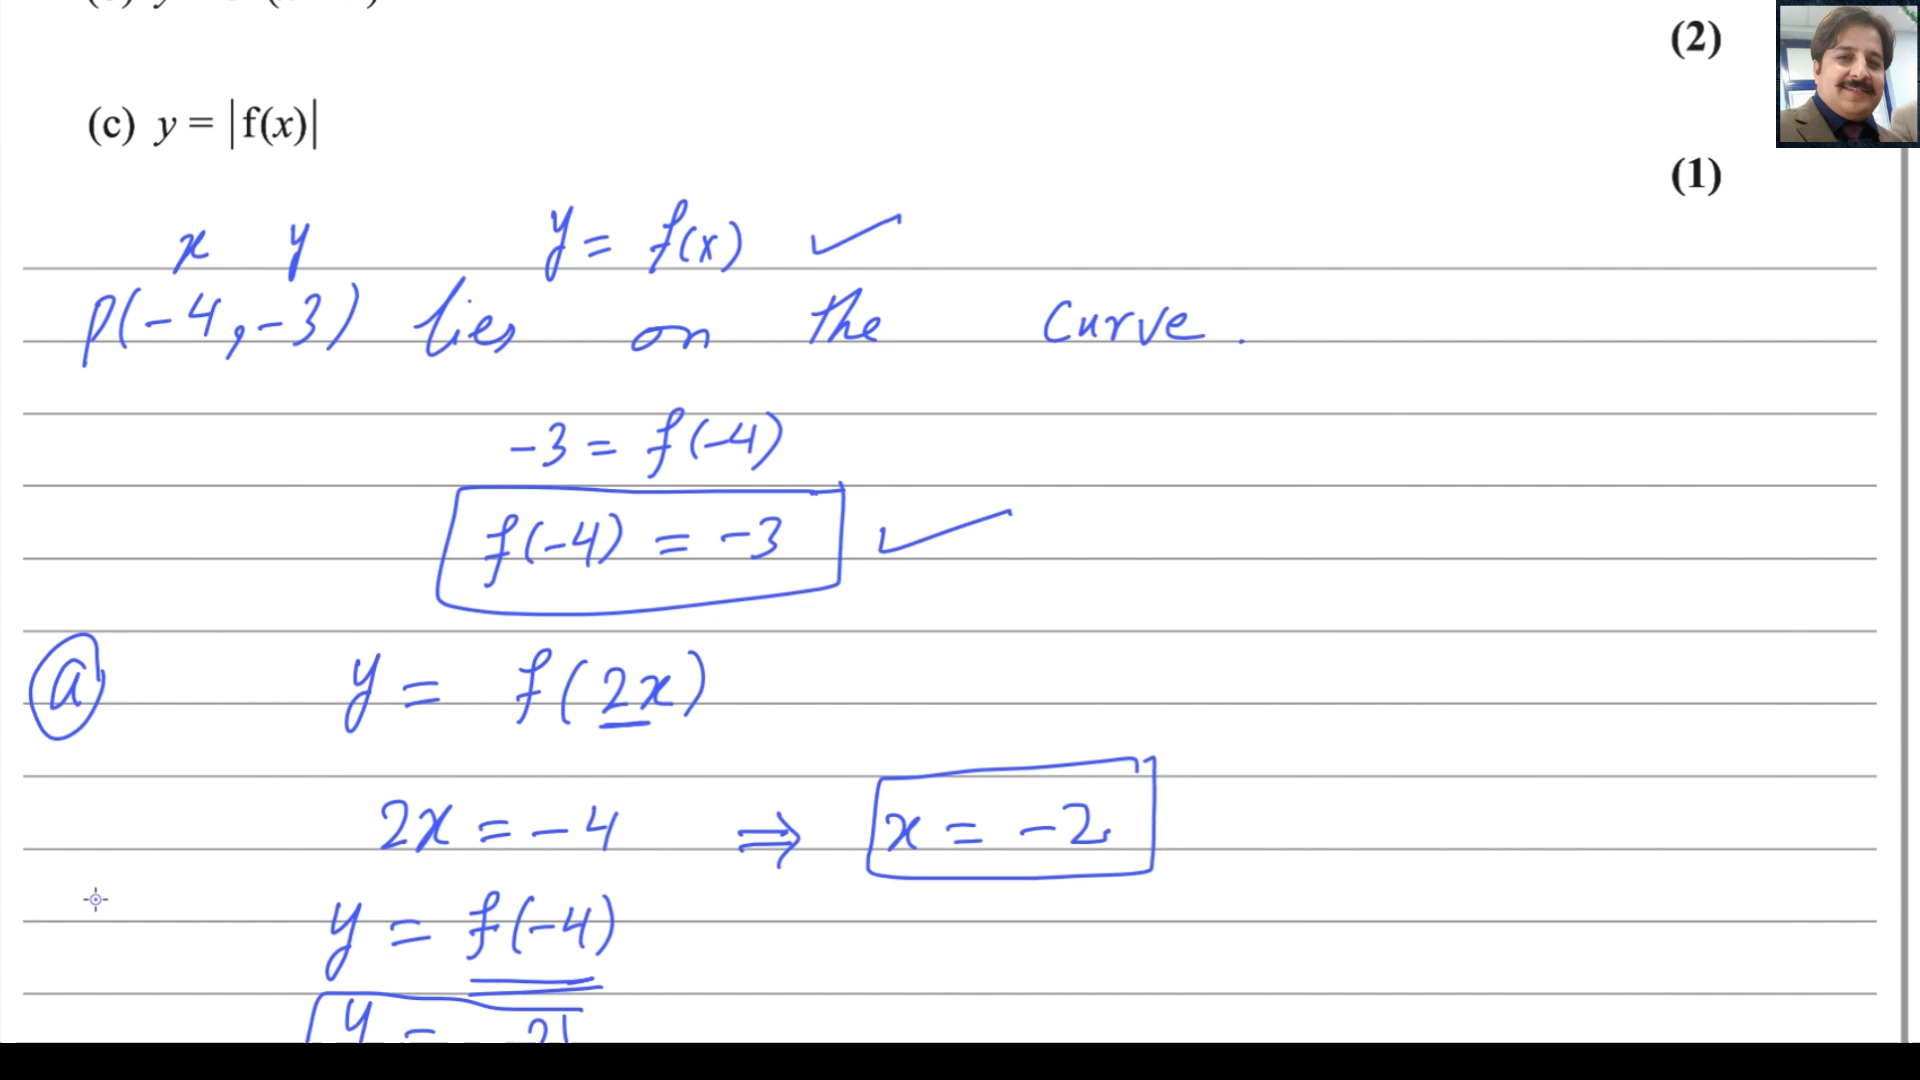 (2)
(c) y = |f(x)|
(1)
x y y = f(x) ✓
P(-4,-3) lies on the curve.
-3 = f(-4)
f(-4) = -3 ✓
(a) y = f(2x)
2x = -4 ⇒ x = -2
y = f(-4)
y =